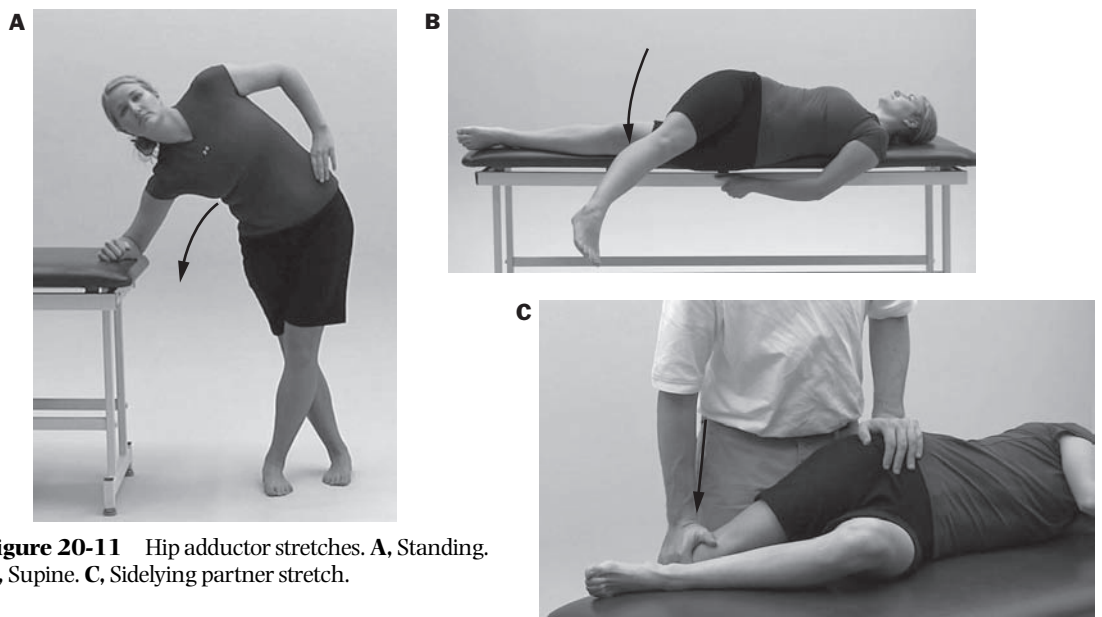 A
B
C
igure 20-11 Hip adductor stretches. A, Standing.
, Supine. C, Sidelying partner stretch.